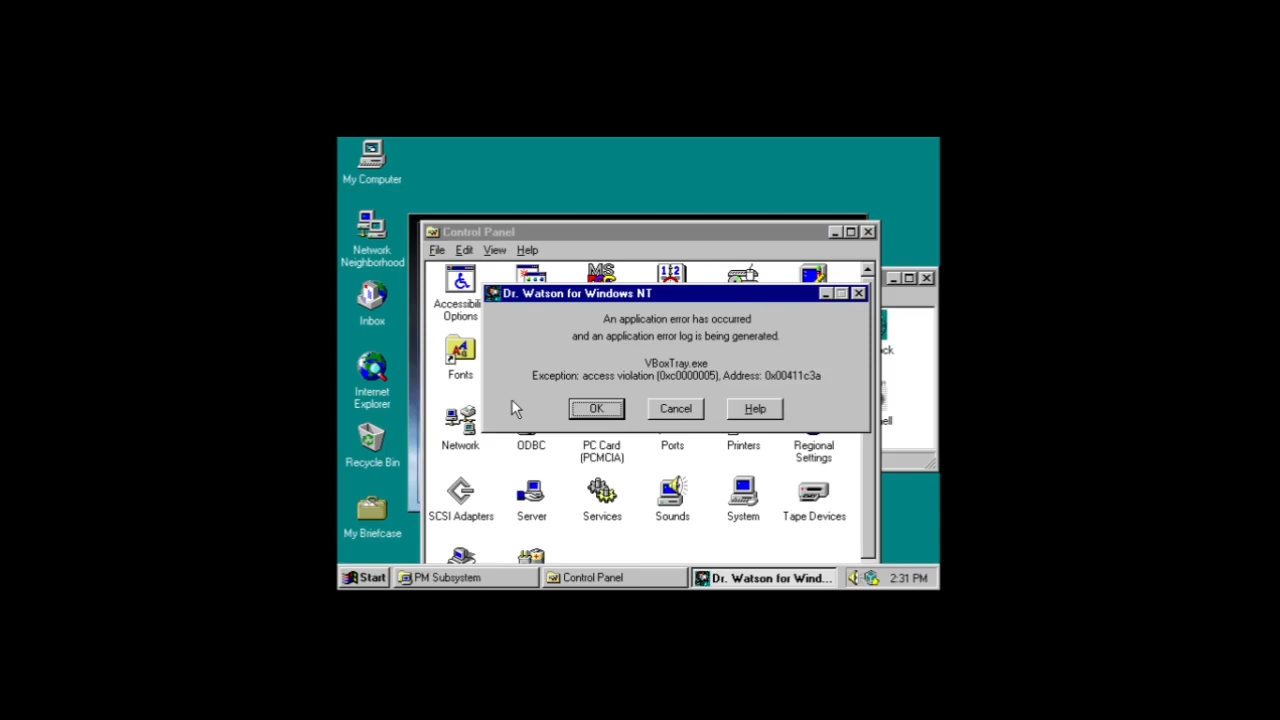 My Computer
Network
Neighborhood
Inbox
Internet
Explorer
Recycle Bin
My Briefcase
Control Panel
File Edit View Help
Options
Fonts
Network
ODBC
PC Card
(PCMCIA)
Ports
Printers
Regional
Settings
SCSI Adapters
Server
Services
Sounds
System
Tape Devices
Dr. Watson for Windows NT
An application error has occurred
and an application error log is being generated.
VBoxTray.exe
Exception: access violation (0xc0000005), Address: 0x00411c3a
OK
Cancel
Help
Start
PM Subsystem
Control Panel
Dr. Watson for Wind...
2:31 PM